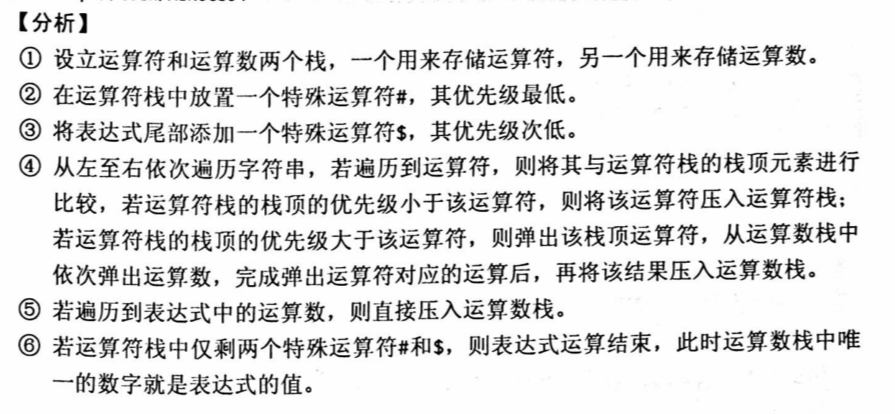 【分析】
① 设立运算符和运算数两个栈，一个用来存储运算符，另一个用来存储运算数。
② 在运算符栈中放置一个特殊运算符#，其优先级最低。
③ 将表达式尾部添加一个特殊运算符$，其优先级次低。
④ 从左至右依次遍历字符串，若遍历到运算符，则将其与运算符栈的栈顶元素进行
比较，若运算符栈的栈顶的优先级小于该运算符，则将该运算符压入运算符栈；
若运算符栈的栈顶的优先级大于该运算符，则弹出该栈顶运算符，从运算数栈中
依次弹出运算数，完成弹出运算符对应的运算后，再将该结果压入运算数栈。
⑤ 若遍历到表达式中的运算数，则直接压入运算数栈。
⑥ 若运算符栈中仅剩两个特殊运算符#和$，则表达式运算结束，此时运算数栈中唯
一的数字就是表达式的值。